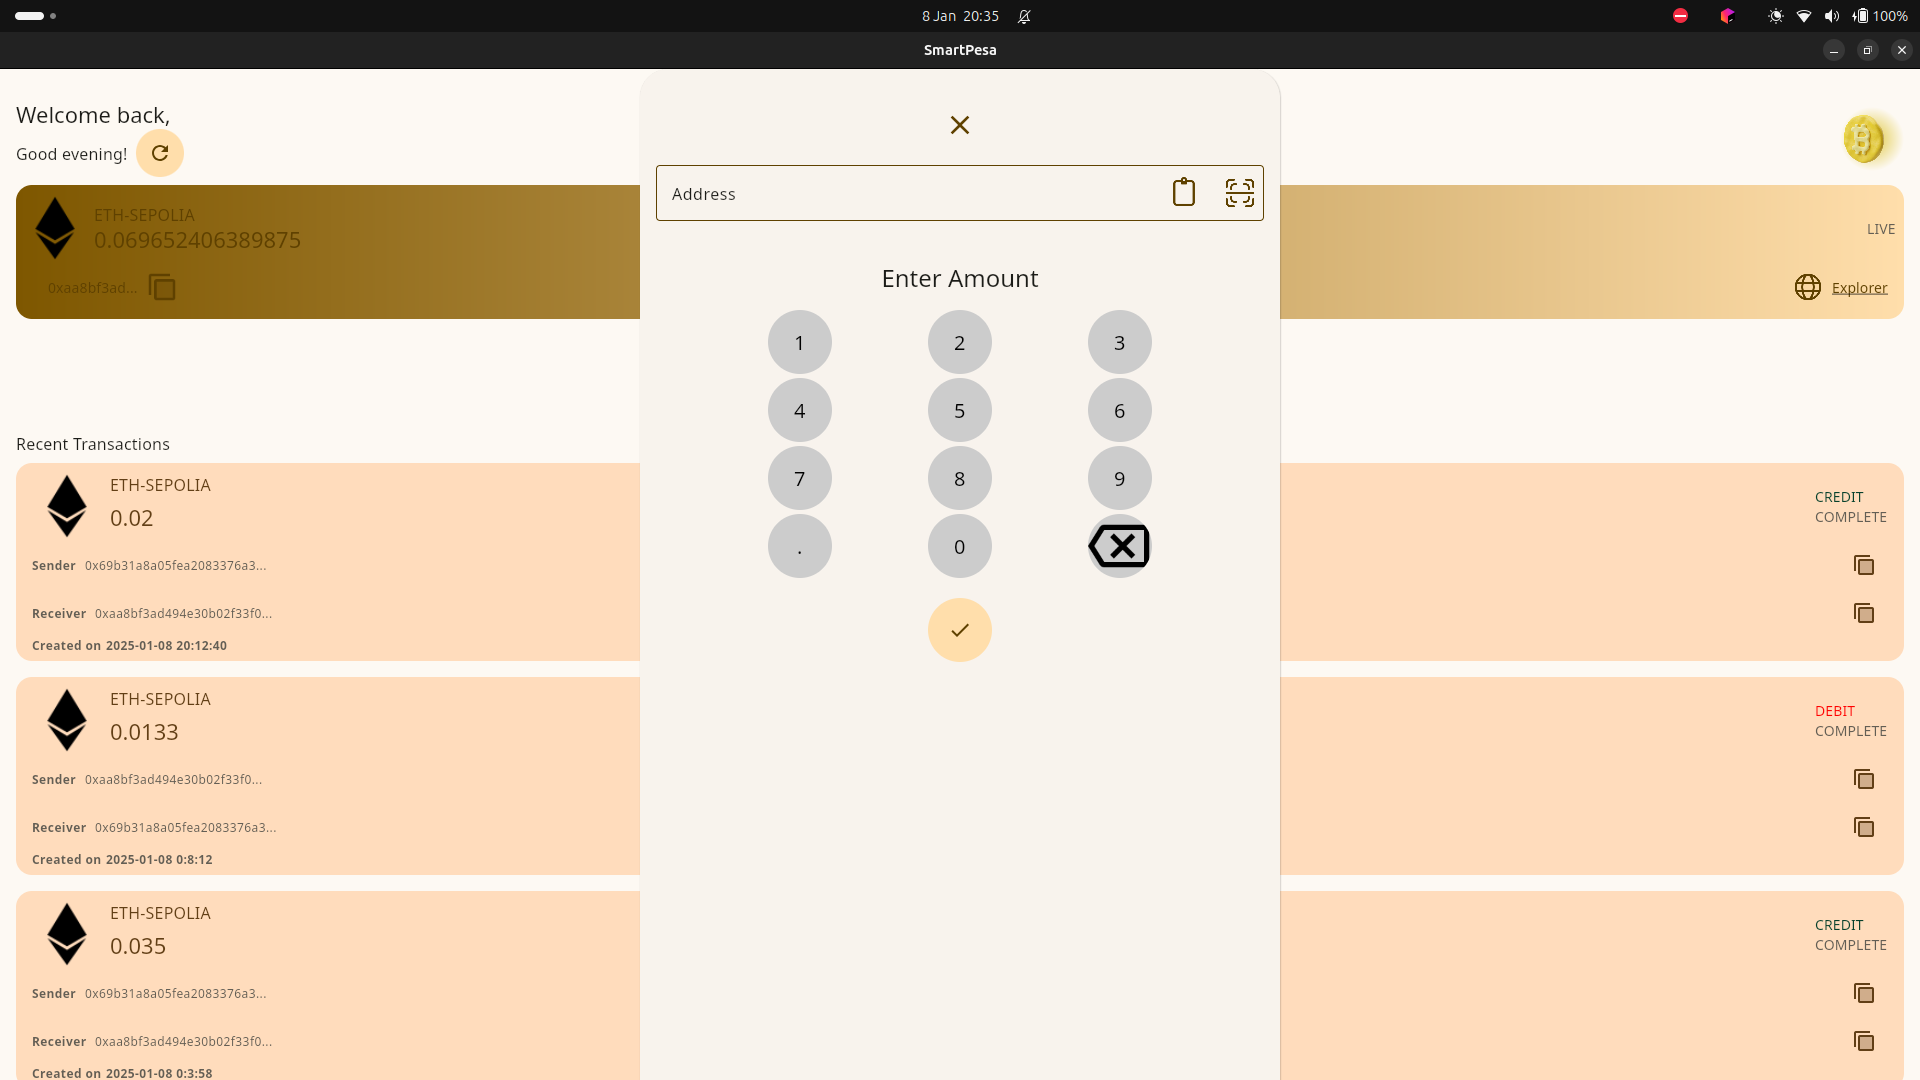 8 Jan 20:35
100%
SmartPesa
Welcome back,
Good evening!
ETH-SEPOLIA
0.069652406389875
0xaa8bf3ad...
LIVE
Explorer
Address
Enter Amount
1 2 3
4 5 6
7 8 9
. 0
Recent Transactions
ETH-SEPOLIA
0.02
CREDIT
COMPLETE
Sender 0x69b31a8a05fea2083376a3...
Receiver 0xaa8bf3ad494e30b02f33f0...
Created on 2025-01-08 20:12:40
ETH-SEPOLIA
0.0133
DEBIT
COMPLETE
Sender 0xaa8bf3ad494e30b02f33f0...
Receiver 0x69b31a8a05fea2083376a3...
Created on 2025-01-08 0:8:12
ETH-SEPOLIA
0.035
CREDIT
COMPLETE
Sender 0x69b31a8a05fea2083376a3...
Receiver 0xaa8bf3ad494e30b02f33f0...
Created on 2025-01-08 0:3:58